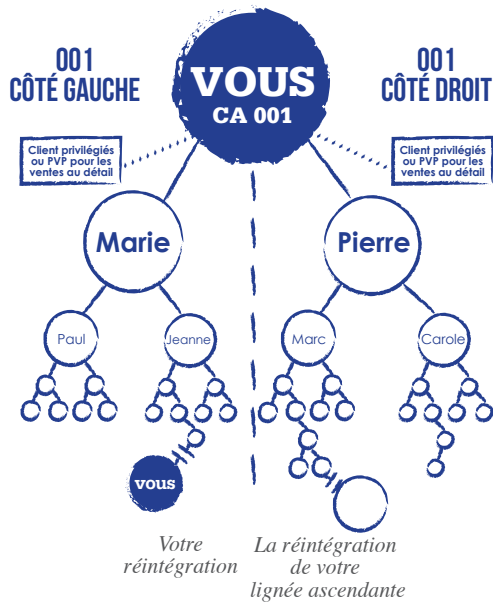 001
CÔTÉ GAUCHE
VOUS
CA 001
001
CÔTÉ DROIT
Client privilégiés
ou PVP pour les
ventes au détail
Client privilégiés
ou PVP pour les
ventes au détail
Marie
Pierre
Paul
Jeanne
Marc
Carole
vous
Votre
réintégration
La réintégration
de votre
lignée ascendante